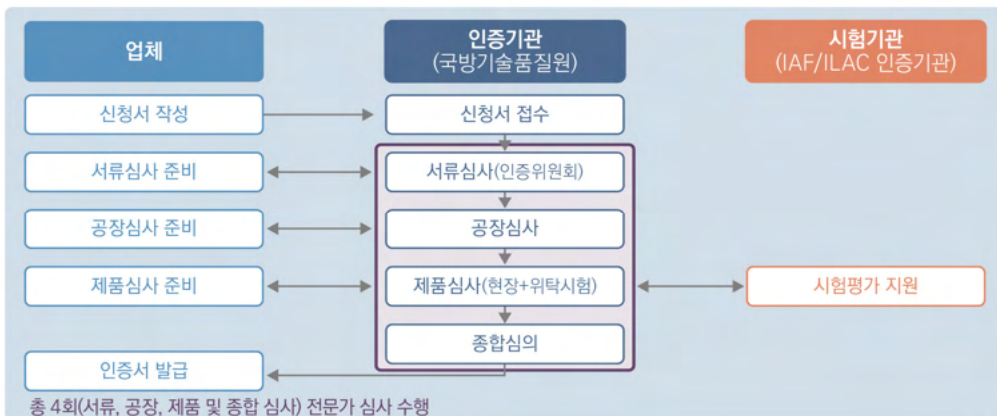 업체
인증기관
(국방기술품질원)
시험기관
(IAF/ILAC 인증기관)
신청서 작성
신청서 접수
서류심사 준비
서류심사(인증위원회)
공장심사 준비
공장심사
제품심사 준비
제품심사(현장+위탁시험)
시험평가 지원
종합심의
인증서 발급
총 4회(서류, 공장, 제품 및 종합 심사) 전문가 심사 수행